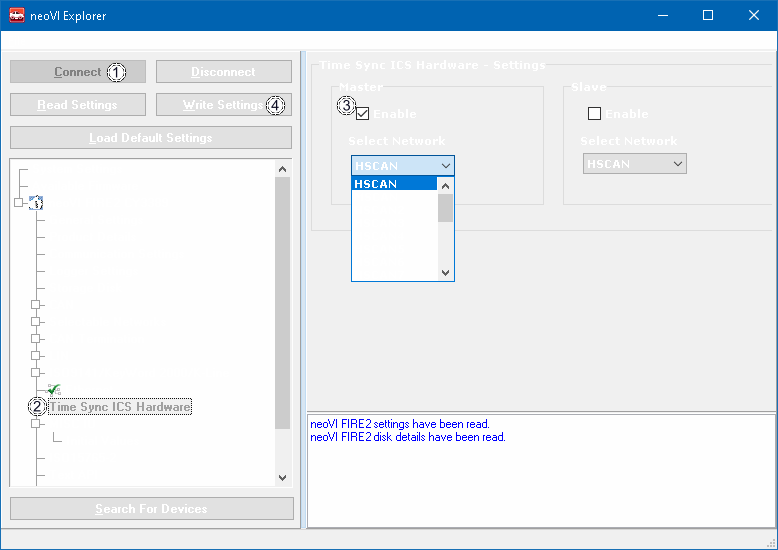 neoVI Explorer
Connect 1
Disconnect
Read Settings
Write Settings 4
Load Default Settings
2 Time Sync ICS Hardware
Search For Devices
Time Sync ICS Hardware - Settings
Master
3 Enable
Select Network
HSCAN
HSCAN
Slave
Enable
Select Network
HSCAN
neoVI FIRE2 settings have been read.
neoVI FIRE2 disk details have been read.